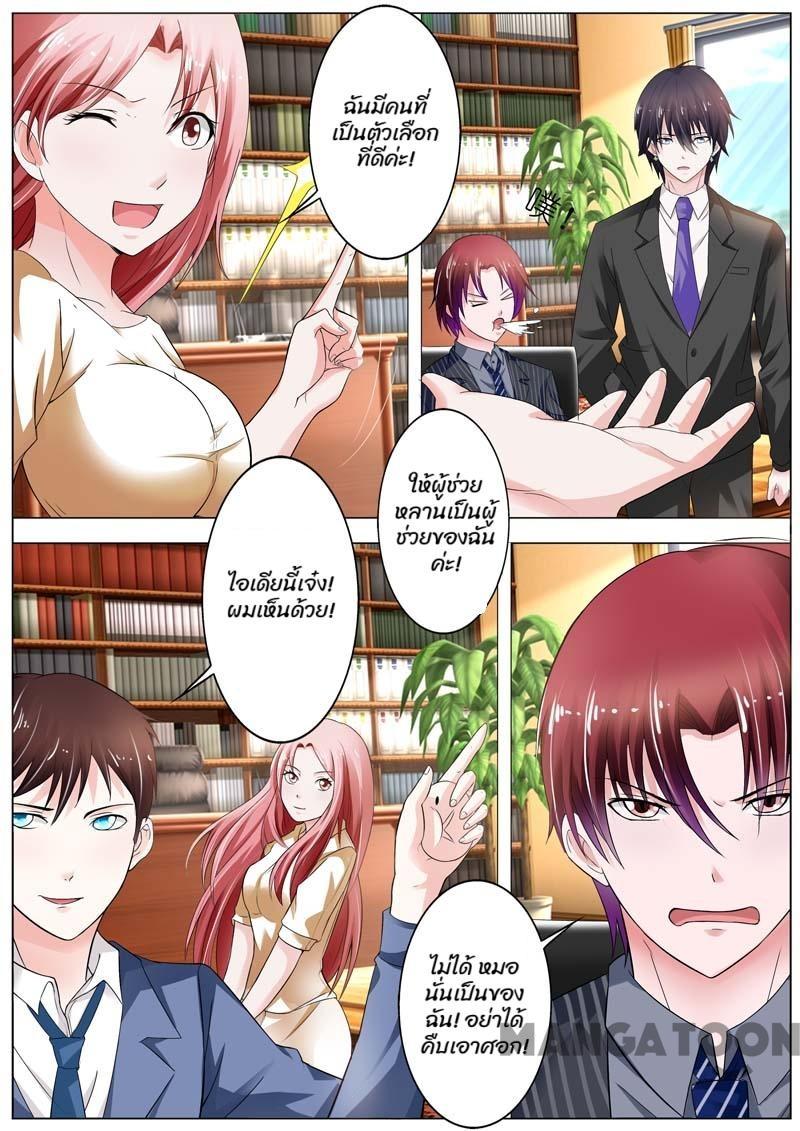 ฉันมีคนที่
เป็นตัวเลือก
ที่ดีค่ะ!
噗!
ให้ผู้ช่วย
หลานเป็นผู้
ช่วยของฉัน
ค่ะ!
ไอเดียนี้เจ๋ง!
ผมเห็นด้วย!
ไม่ได้ หมอ
นั่นเป็นของ
ฉัน! อย่าได้
คืบเอาศอก!
MANGATOON